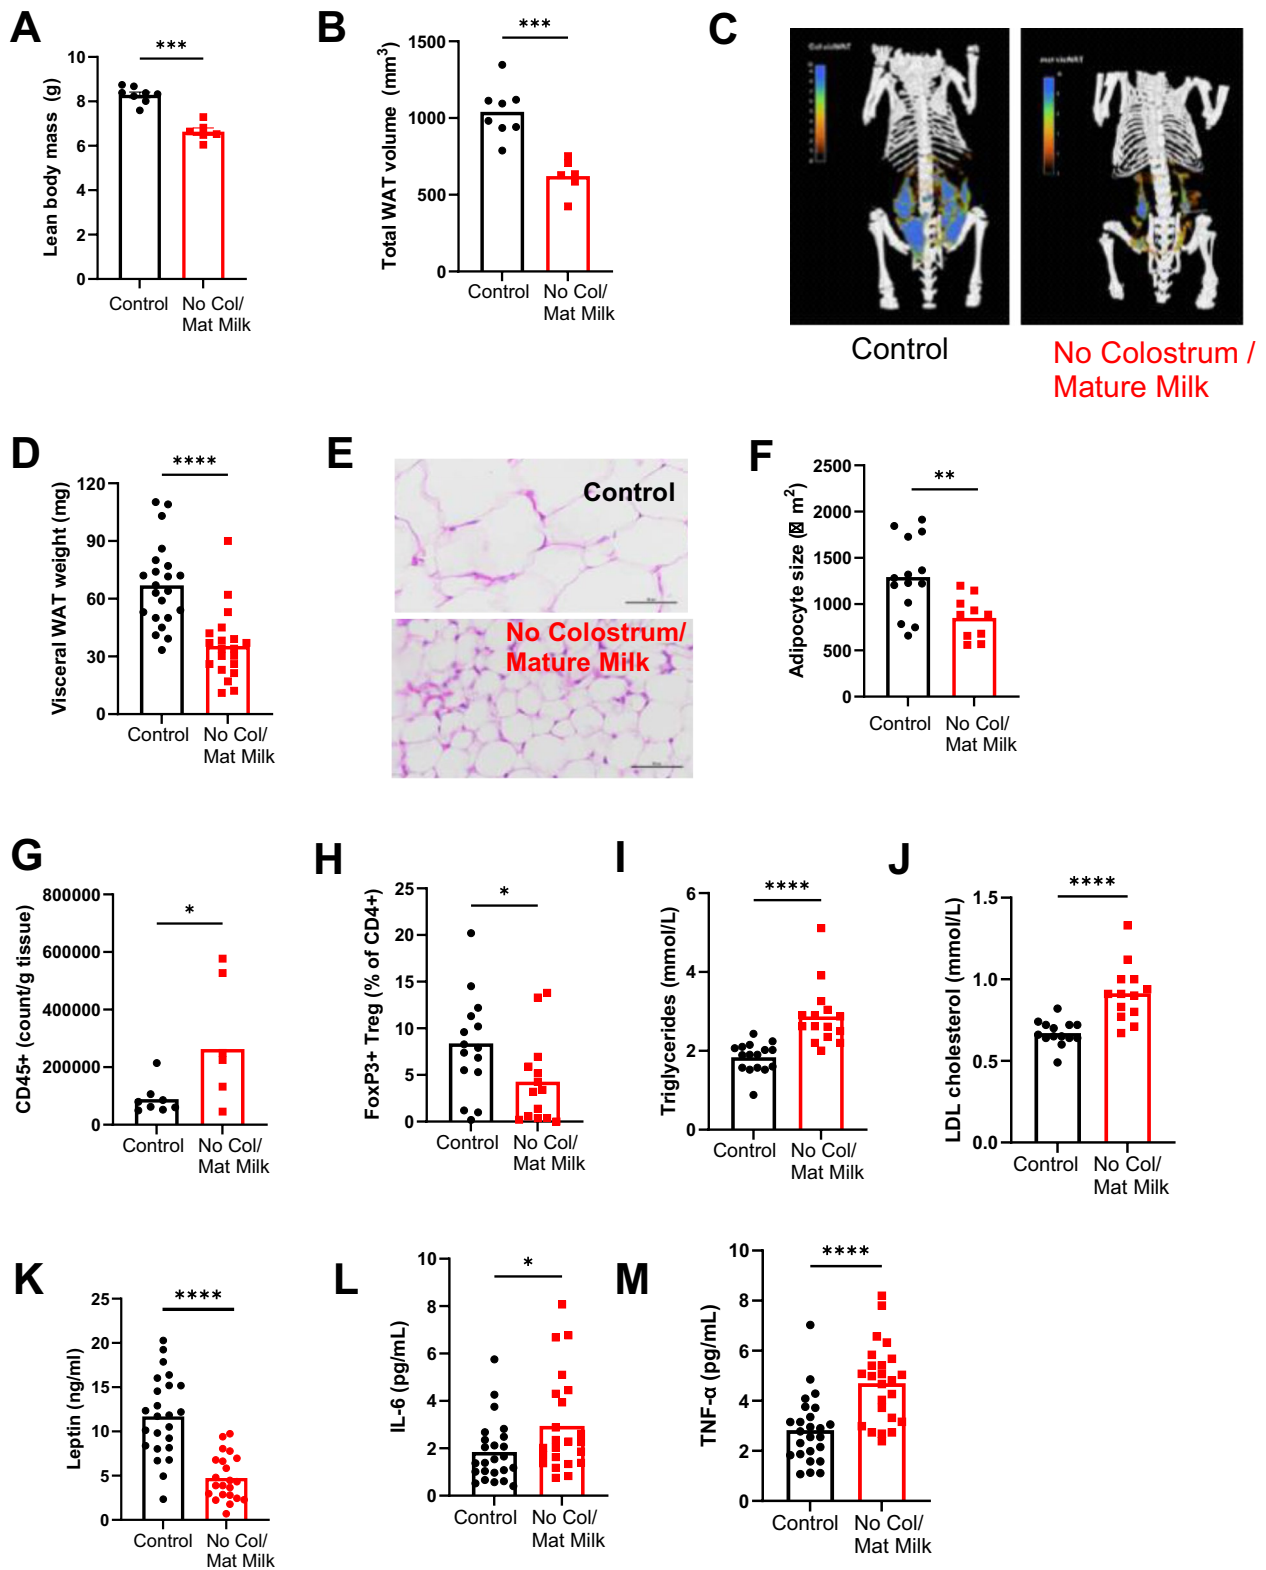 A
***
Lean body mass (g)
10
8
6
4
2
0
Control
No Col/
Mat Milk
B
***
Total WAT volume (mm³)
1500
1000
500
0
Control
No Col/
Mat Milk
C
Control
No Colostrum /
Mature Milk
D
****
Visceral WAT weight (mg)
120
90
60
30
0
Control
No Col/
Mat Milk
E
Control
No Colostrum/
Mature Milk
F
**
Adipocyte size (☒ m²)
2500
2000
1500
1000
500
0
Control
No Col/
Mat Milk
G
*
CD45+ (count/g tissue)
800000
600000
400000
200000
0
Control
No Col/
Mat Milk
H
*
FoxP3+ Treg (% of CD4+)
25
20
15
10
5
0
Control
No Col/
Mat Milk
I
****
Triglycerides (mmol/L)
6
4
2
0
Control
No Col/
Mat Milk
J
****
LDL cholesterol (mmol/L)
1.5
1.0
0.5
0.0
Control
No Col/
Mat Milk
K
****
Leptin (ng/ml)
25
20
15
10
5
0
Control
No Col/
Mat Milk
L
*
IL-6 (pg/mL)
10
8
6
4
2
0
Control
No Col/
Mat Milk
M
****
TNF-α (pg/mL)
10
8
6
4
2
0
Control
No Col/
Mat Milk